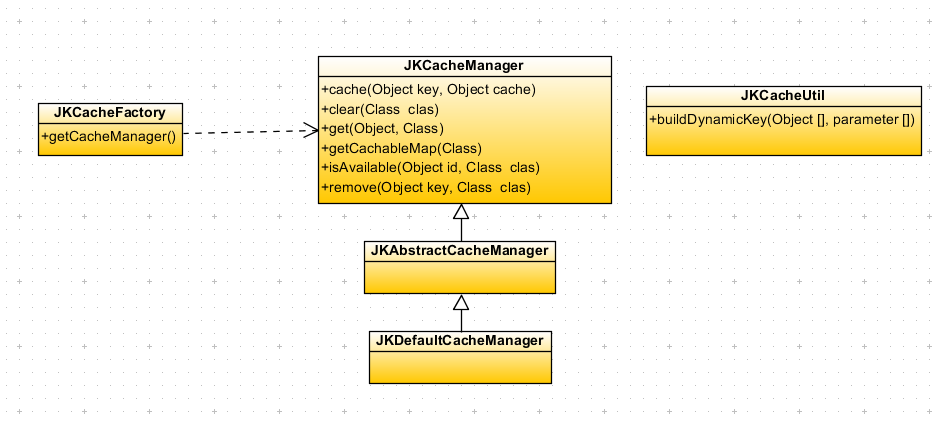 JKCacheFactory
+getCacheManager()
JKCacheManager
+cache(Object key, Object cache)
+clear(Class clas)
+get(Object, Class)
+getCachableMap(Class)
+isAvailable(Object id, Class clas)
+remove(Object key, Class clas)
JKCacheUtil
+buildDynamicKey(Object [], parameter [])
JKAbstractCacheManager
JKDefaultCacheManager